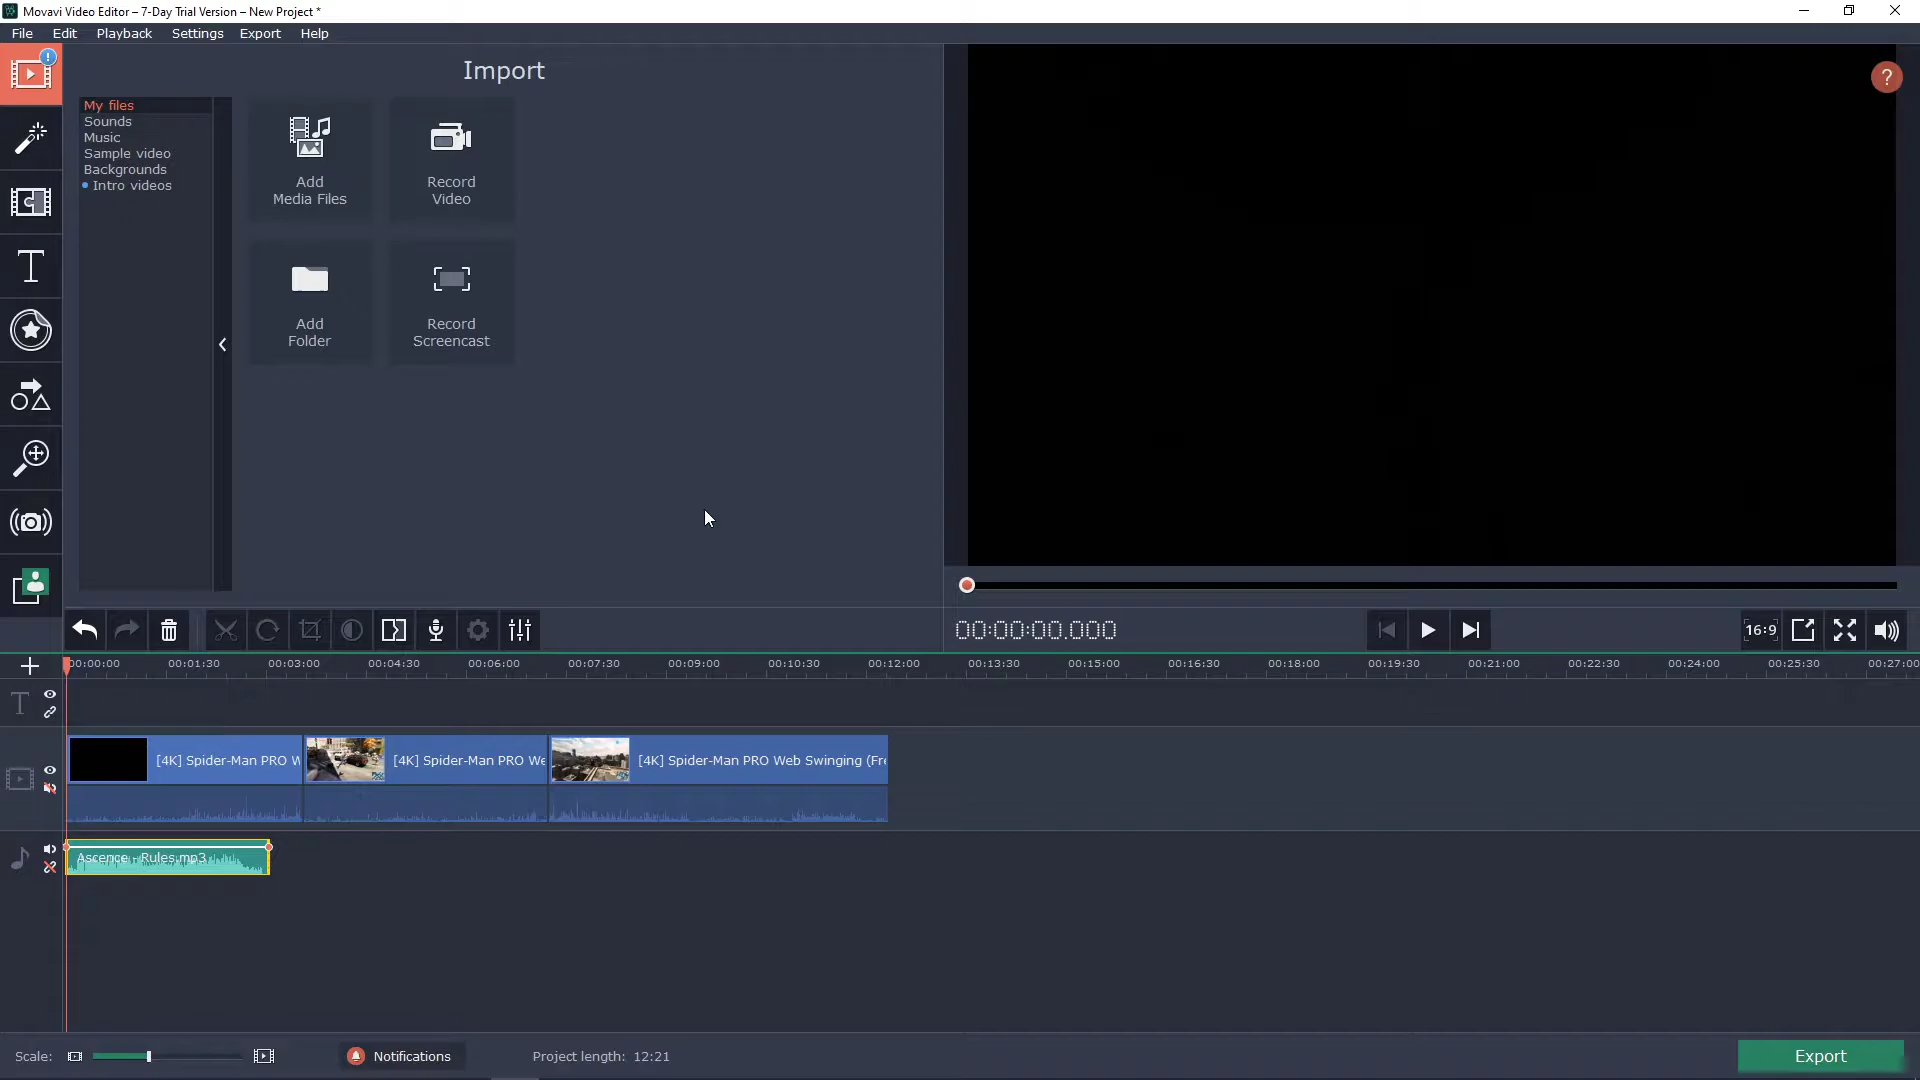 Movavi Video Editor – 7-Day Trial Version – New Project *
File Edit Playback Settings Export Help
Import
My files
Sounds
Music
Sample video
Backgrounds
Intro videos
Add
Media Files
Record
Video
Add
Folder
Record
Screencast
?
!
T
00:00:00.000
16:9
00:00:00 00:01:30 00:03:00 00:04:30 00:06:00 00:07:30 00:09:00 00:10:30 00:12:00 00:13:30 00:15:00 00:16:30 00:18:00 00:19:30 00:21:00 00:22:30 00:24:00 00:25:30 00:27:00
T
[4K] Spider-Man PRO W
[4K] Spider-Man PRO We
[4K] Spider-Man PRO Web Swinging (Fre
Ascence - Rules.mp3
Scale:
Notifications
Project length: 12:21
Export